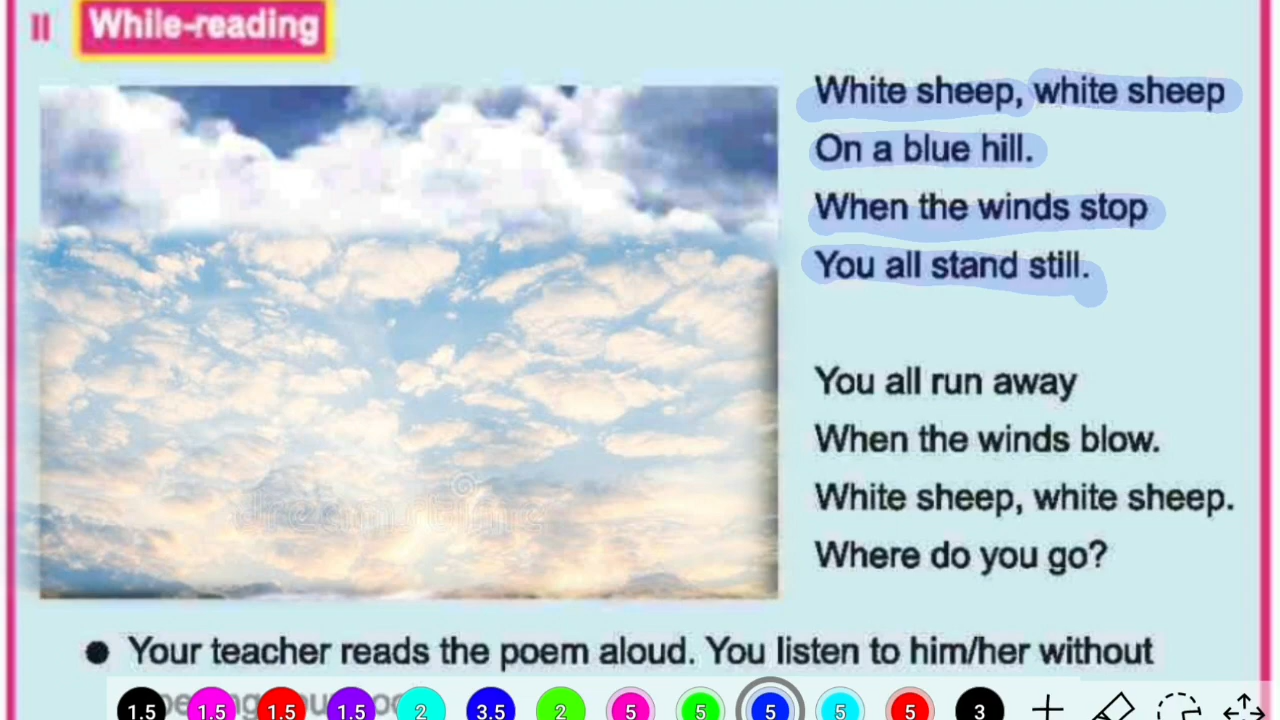 II While-reading
White sheep, white sheep
On a blue hill.
When the winds stop
You all stand still.
You all run away
When the winds blow.
White sheep, white sheep.
Where do you go?
dreamstime
● Your teacher reads the poem aloud. You listen to him/her without
1.5 1.5 1.5 1.5 2 3.5 2 5 5 5 5 5 3